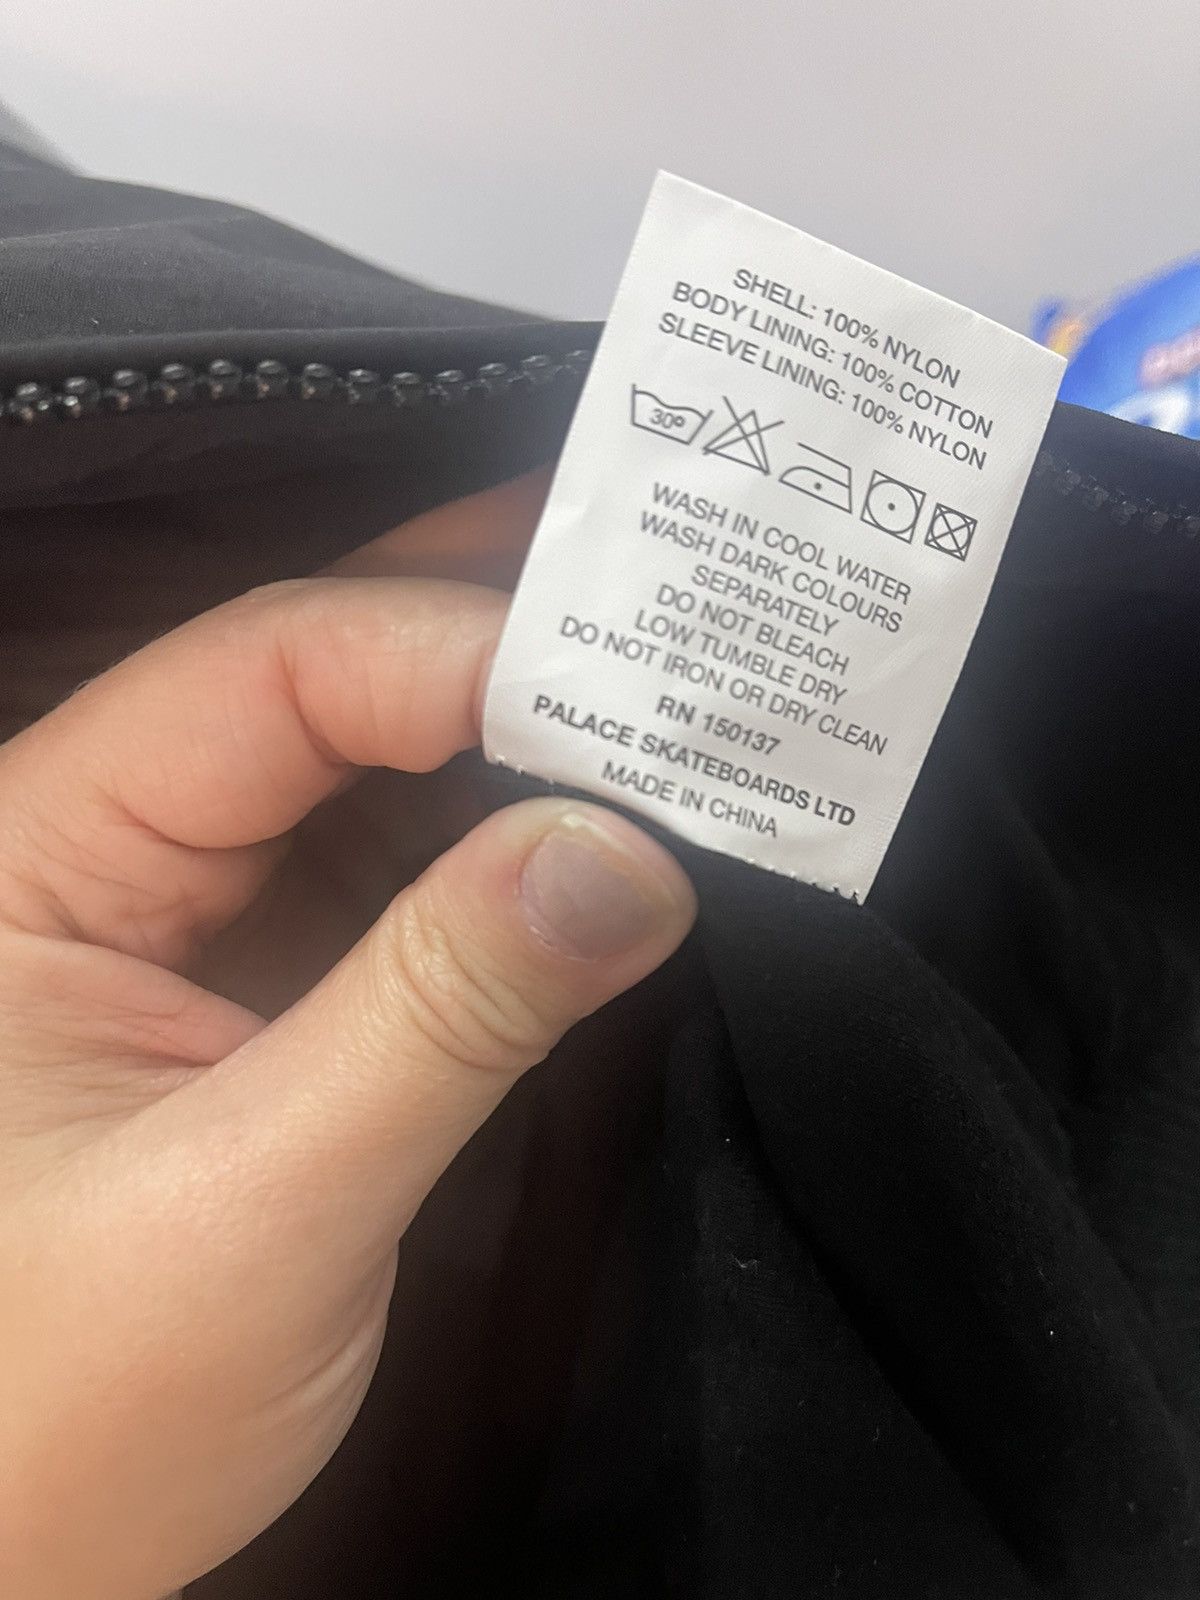 SHELL: 100% NYLON
BODY LINING: 100% COTTON
SLEEVE LINING: 100% NYLON
30º
WASH IN COOL WATER
WASH DARK COLOURS
SEPARATELY
DO NOT BLEACH
LOW TUMBLE DRY
DO NOT IRON OR DRY CLEAN
RN 150137
PALACE SKATEBOARDS LTD
MADE IN CHINA